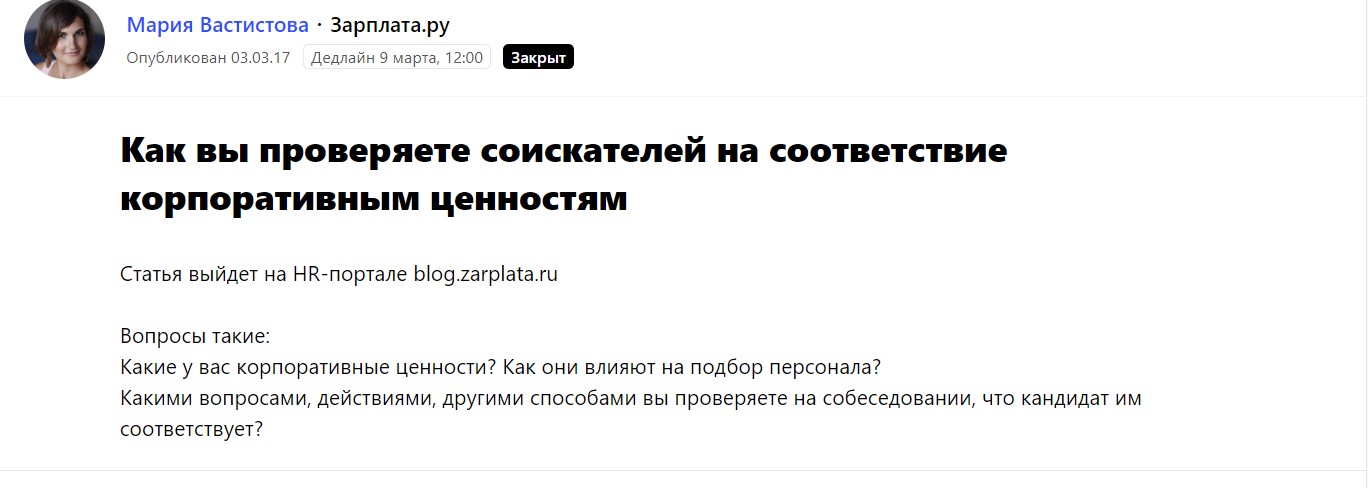 Мария Вастистова · Зарплата.ру
Опубликован 03.03.17 Дедлайн 9 марта, 12:00 Закрыт
Как вы проверяете соискателей на соответствие
корпоративным ценностям
Статья выйдет на HR-портале blog.zarplata.ru
Вопросы такие:
Какие у вас корпоративные ценности? Как они влияют на подбор персонала?
Какими вопросами, действиями, другими способами вы проверяете на собеседовании, что кандидат им
соответствует?